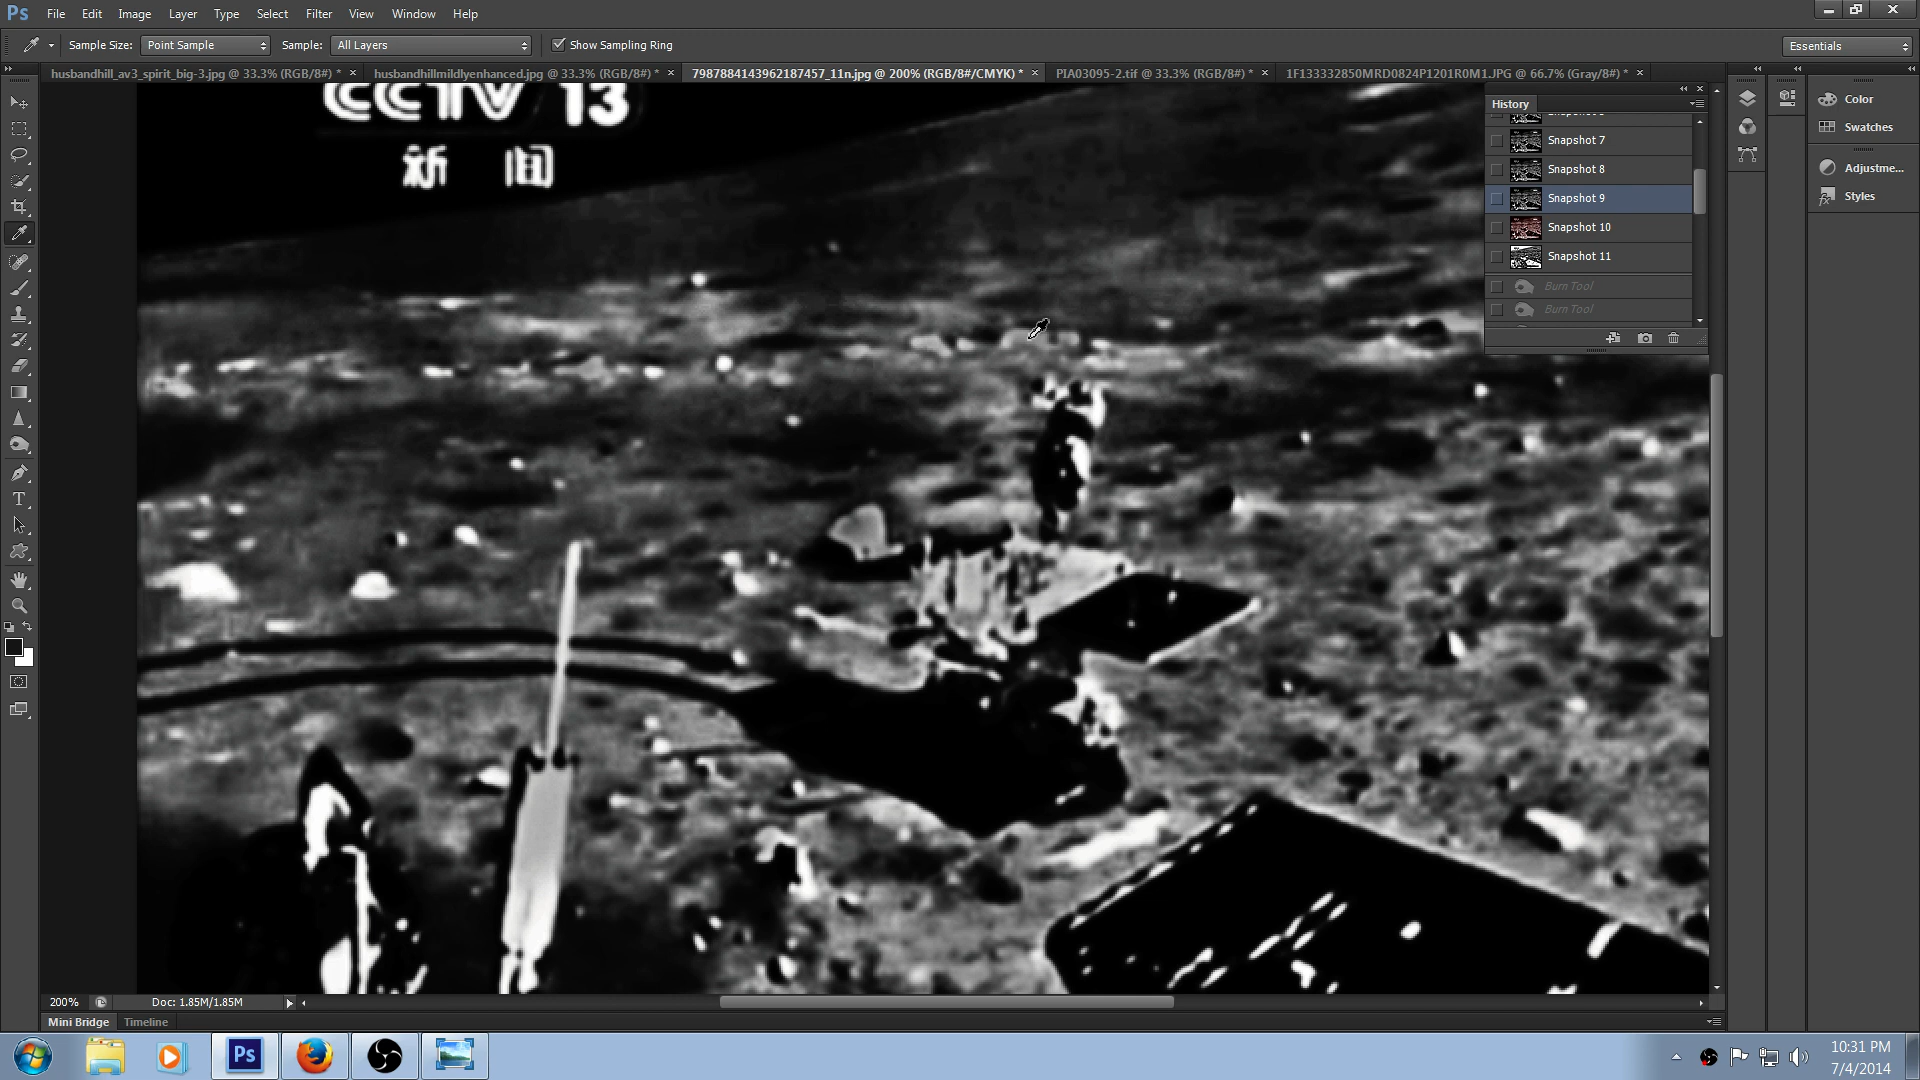 Ps File Edit Image Layer Type Select Filter View Window Help
Sample Size: Point Sample Sample: All Layers Show Sampling Ring Essentials
husbandhill_av3_spirit_big-3.jpg @ 33.3% (RGB/8#) * husbandhillmildlyenhanced.jpg @ 33.3% (RGB/8#) * 7987884143962187457_11n.jpg @ 200% (RGB/8#/CMYK) * PIA03095-2.tif @ 33.3% (RGB/8#) * 1F133332850MRD0824P1201R0M1.JPG @ 66.7% (Gray/8#) *
CCTV 13
新闻
History
Snapshot 7
Snapshot 8
Snapshot 9
Snapshot 10
Snapshot 11
Burn Tool
Burn Tool
Color
Swatches
Adjustme...
Styles
200% Doc: 1.85M/1.85M
Mini Bridge Timeline
Ps
10:31 PM
7/4/2014